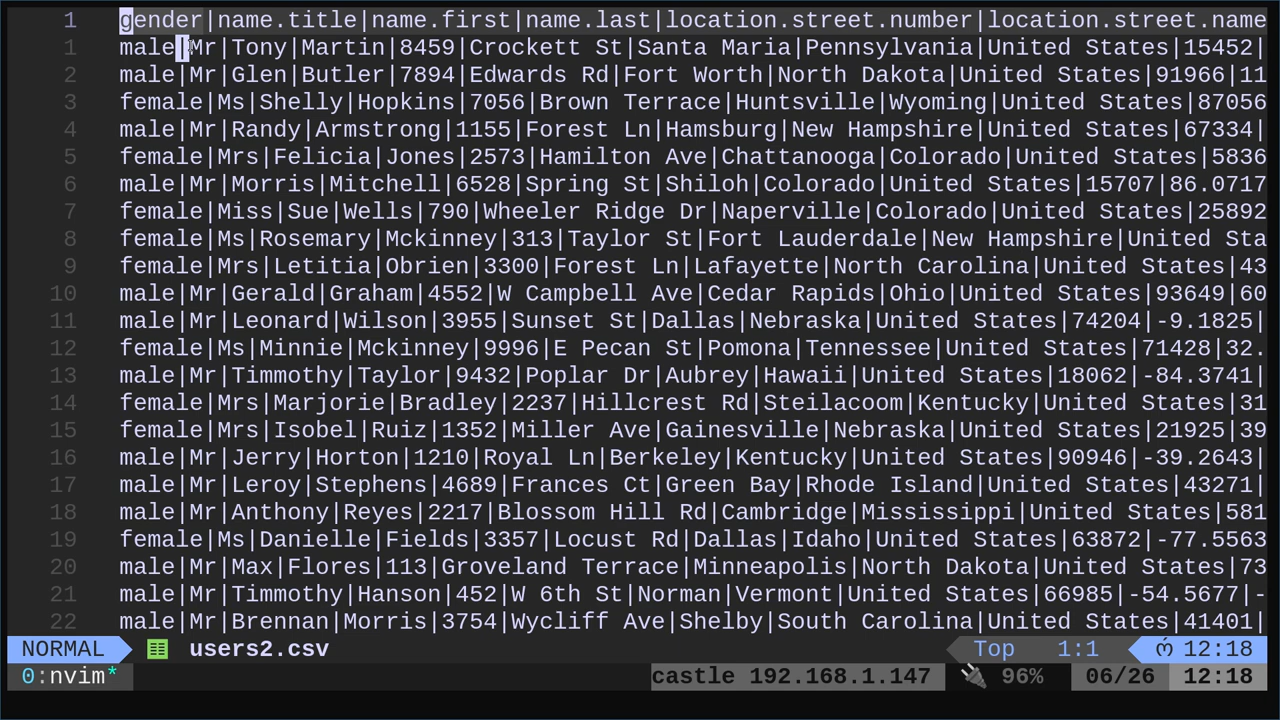 1 gender|name.title|name.first|name.last|location.street.number|location.street.name
1 male|Mr|Tony|Martin|8459|Crockett St|Santa Maria|Pennsylvania|United States|15452|
2 male|Mr|Glen|Butler|7894|Edwards Rd|Fort Worth|North Dakota|United States|91966|11
3 female|Ms|Shelly|Hopkins|7056|Brown Terrace|Huntsville|Wyoming|United States|87056
4 male|Mr|Randy|Armstrong|1155|Forest Ln|Hamsburg|New Hampshire|United States|67334|
5 female|Mrs|Felicia|Jones|2573|Hamilton Ave|Chattanooga|Colorado|United States|5836
6 male|Mr|Morris|Mitchell|6528|Spring St|Shiloh|Colorado|United States|15707|86.0717
7 female|Miss|Sue|Wells|790|Wheeler Ridge Dr|Naperville|Colorado|United States|25892
8 female|Ms|Rosemary|Mckinney|313|Taylor St|Fort Lauderdale|New Hampshire|United Sta
9 female|Mrs|Letitia|Obrien|3300|Forest Ln|Lafayette|North Carolina|United States|43
10 male|Mr|Gerald|Graham|4552|W Campbell Ave|Cedar Rapids|Ohio|United States|93649|60
11 male|Mr|Leonard|Wilson|3955|Sunset St|Dallas|Nebraska|United States|74204|-9.1825|
12 female|Ms|Minnie|Mckinney|9996|E Pecan St|Pomona|Tennessee|United States|71428|32.
13 male|Mr|Timmothy|Taylor|9432|Poplar Dr|Aubrey|Hawaii|United States|18062|-84.3741|
14 female|Mrs|Marjorie|Bradley|2237|Hillcrest Rd|Steilacoom|Kentucky|United States|31
15 female|Mrs|Isobel|Ruiz|1352|Miller Ave|Gainesville|Nebraska|United States|21925|39
16 male|Mr|Jerry|Horton|1210|Royal Ln|Berkeley|Kentucky|United States|90946|-39.2643|
17 male|Mr|Leroy|Stephens|4689|Frances Ct|Green Bay|Rhode Island|United States|43271|
18 male|Mr|Anthony|Reyes|2217|Blossom Hill Rd|Cambridge|Mississippi|United States|581
19 female|Ms|Danielle|Fields|3357|Locust Rd|Dallas|Idaho|United States|63872|-77.5563
20 male|Mr|Max|Flores|113|Groveland Terrace|Minneapolis|North Dakota|United States|73
21 male|Mr|Timmothy|Hanson|452|W 6th St|Norman|Vermont|United States|66985|-54.5677|-
22 male|Mr|Brennan|Morris|3754|Wycliff Ave|Shelby|South Carolina|United States|41401|
NORMAL users2.csv Top 1:1 12:18
0:nvim* castle 192.168.1.147 96% 06/26 12:18